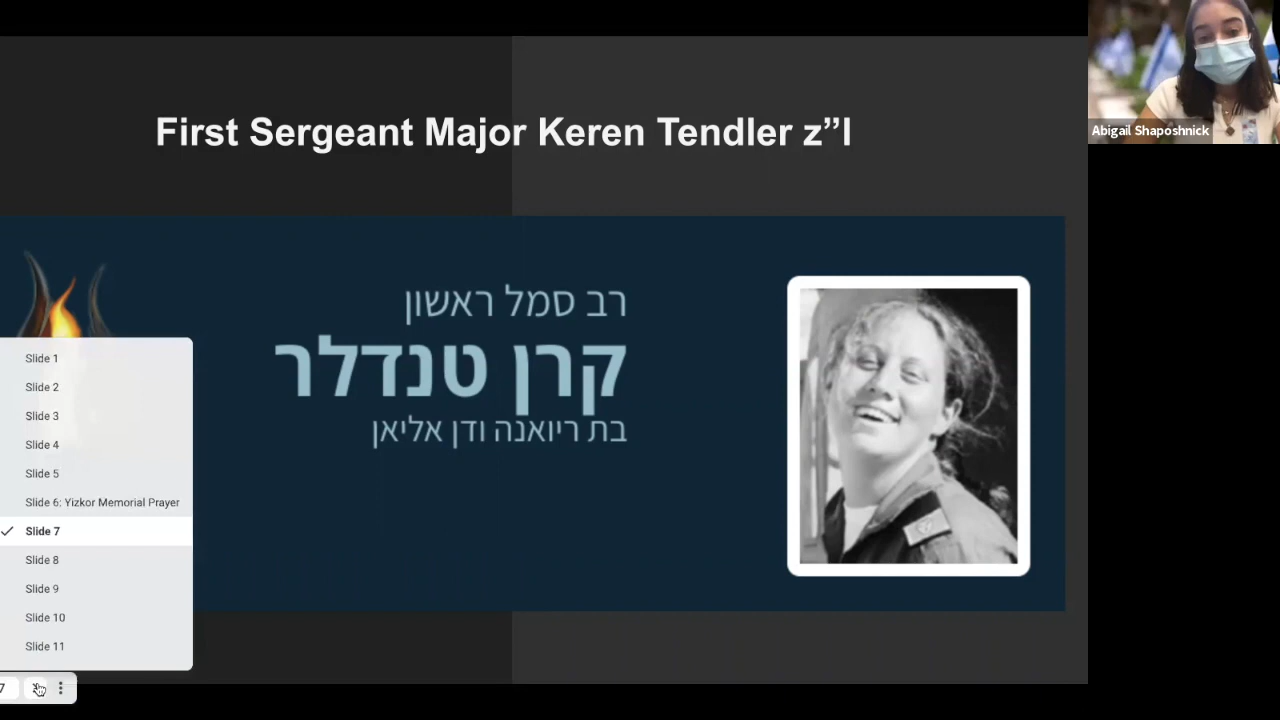 First Sergeant Major Keren Tendler z”l
Abigail Shaposhnick
רב סמל ראשון
קרן טנדלר
בת ריואנה ודן אליאן
Slide 1
Slide 2
Slide 3
Slide 4
Slide 5
Slide 6: Yizkor Memorial Prayer
Slide 7
Slide 8
Slide 9
Slide 10
Slide 11
7